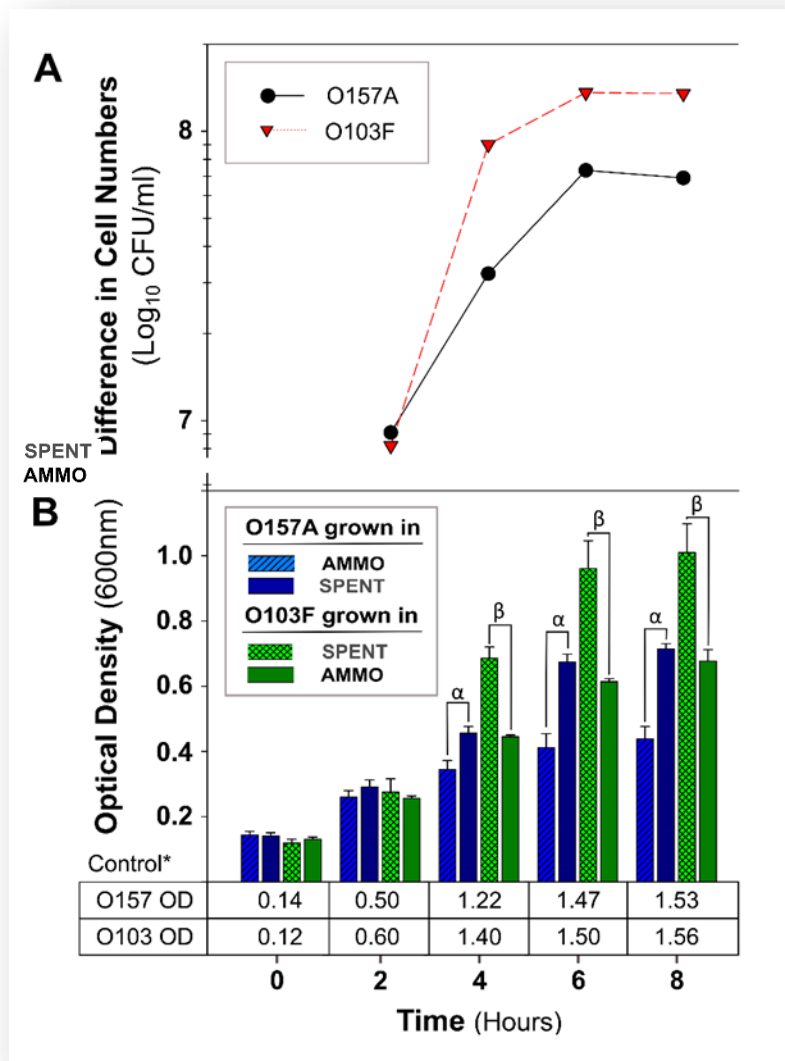 A
Difference in Cell Numbers
(Log10 CFU/ml)
O157A
O103F
8
7
SPENT
AMMO
B
Optical Density (600nm)
O157A grown in
AMMO
SPENT
O103F grown in
SPENT
AMMO
1.0
0.8
0.6
0.4
0.2
α
β
α
β
α
β
Control*
O157 OD 0.14 0.50 1.22 1.47 1.53
O103 OD 0.12 0.60 1.40 1.50 1.56
0 2 4 6 8
Time (Hours)